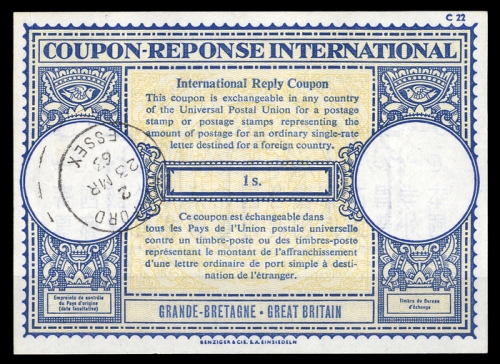 C 22
COUPON-REPONSE INTERNATIONAL
International Reply Coupon
This coupon is exchangeable in any country
of the Universal Postal Union for a postage
stamp or postage stamps representing the
amount of postage for an ordinary single-rate
letter destined for a foreign country.
ESSEX
23 MR
63
1 s.
Ce coupon est échangeable dans
tous les Pays de l'Union postale universelle
contre un timbre-poste ou des timbres-poste
représentant le montant de l'affranchissement
d'une lettre ordinaire de port simple à desti-
nation de l'étranger.
Empreinte de contrôle
du Pays d'origine
(date facultative)
GRANDE-BRETAGNE • GREAT BRITAIN
Timbre du Bureau
d'échange
BENZIGER & CIE. S.A. EINSIEDELN